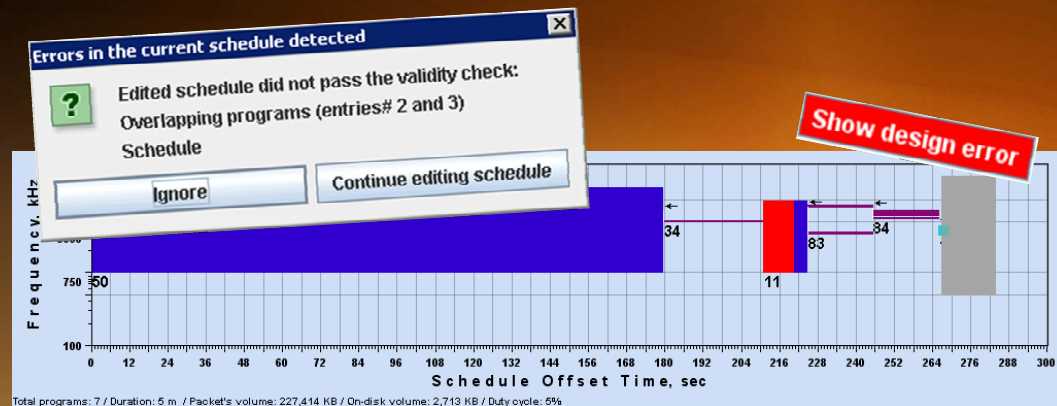 Errors in the current schedule detected
Edited schedule did not pass the validity check:
Overlapping programs (entries# 2 and 3)
Schedule
Ignore
Continue editing schedule
Show design error
Frequency, kHz
750
100
50
34
11
83
84
0 12 24 36 48 60 72 84 96 108 120 132 144 156 168 180 192 204 216 228 240 252 264 276 288 300
Schedule Offset Time, sec
Total programs: 7 / Duration: 5 m / Packet's volume: 227,414 KB / On-disk volume: 2,713 KB / Duty cycle: 5%